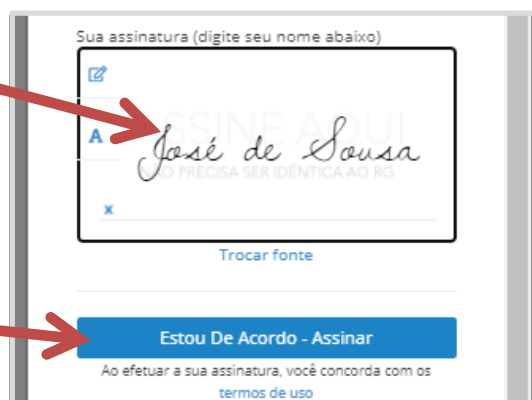 Sua assinatura (digite seu nome abaixo)
ASSINE AQUI
A
José de Sousa
NÃO PRECISA SER IDÊNTICA AO RG
x
Trocar fonte
Estou De Acordo - Assinar
Ao efetuar a sua assinatura, você concorda com os
termos de uso